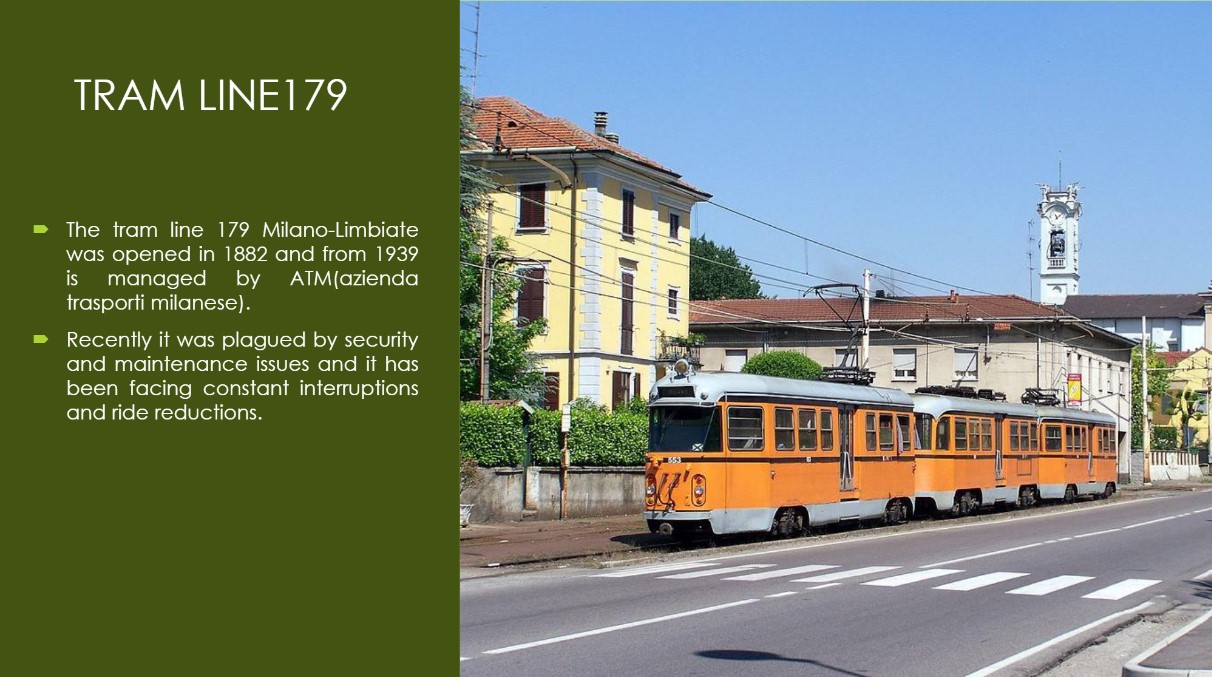 TRAM LINE179
The tram line 179 Milano-Limbiate
was opened in 1882 and from 1939
is managed by ATM(azienda
trasporti milanese).
Recently it was plagued by security
and maintenance issues and it has
been facing constant interruptions
and ride reductions.
553